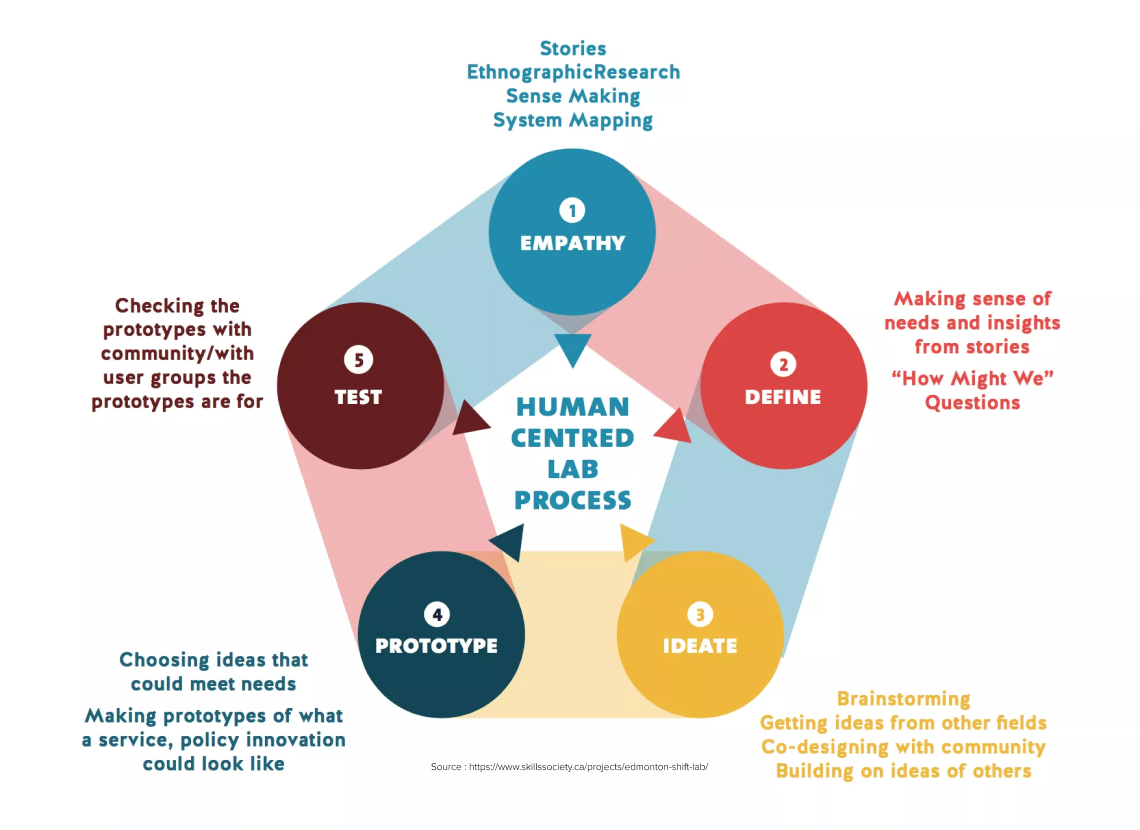 Stories
EthnographicResearch
Sense Making
System Mapping
1
EMPATHY
Making sense of
needs and insights
from stories
“How Might We”
Questions
2
DEFINE
3
IDEATE
Brainstorming
Getting ideas from other fields
Co-designing with community
Building on ideas of others
4
PROTOTYPE
Choosing ideas that
could meet needs
Making prototypes of what
a service, policy innovation
could look like
5
TEST
Checking the
prototypes with
community/with
user groups the
prototypes are for
HUMAN
CENTRED
LAB
PROCESS
Source : https://www.skillssociety.ca/projects/edmonton-shift-lab/